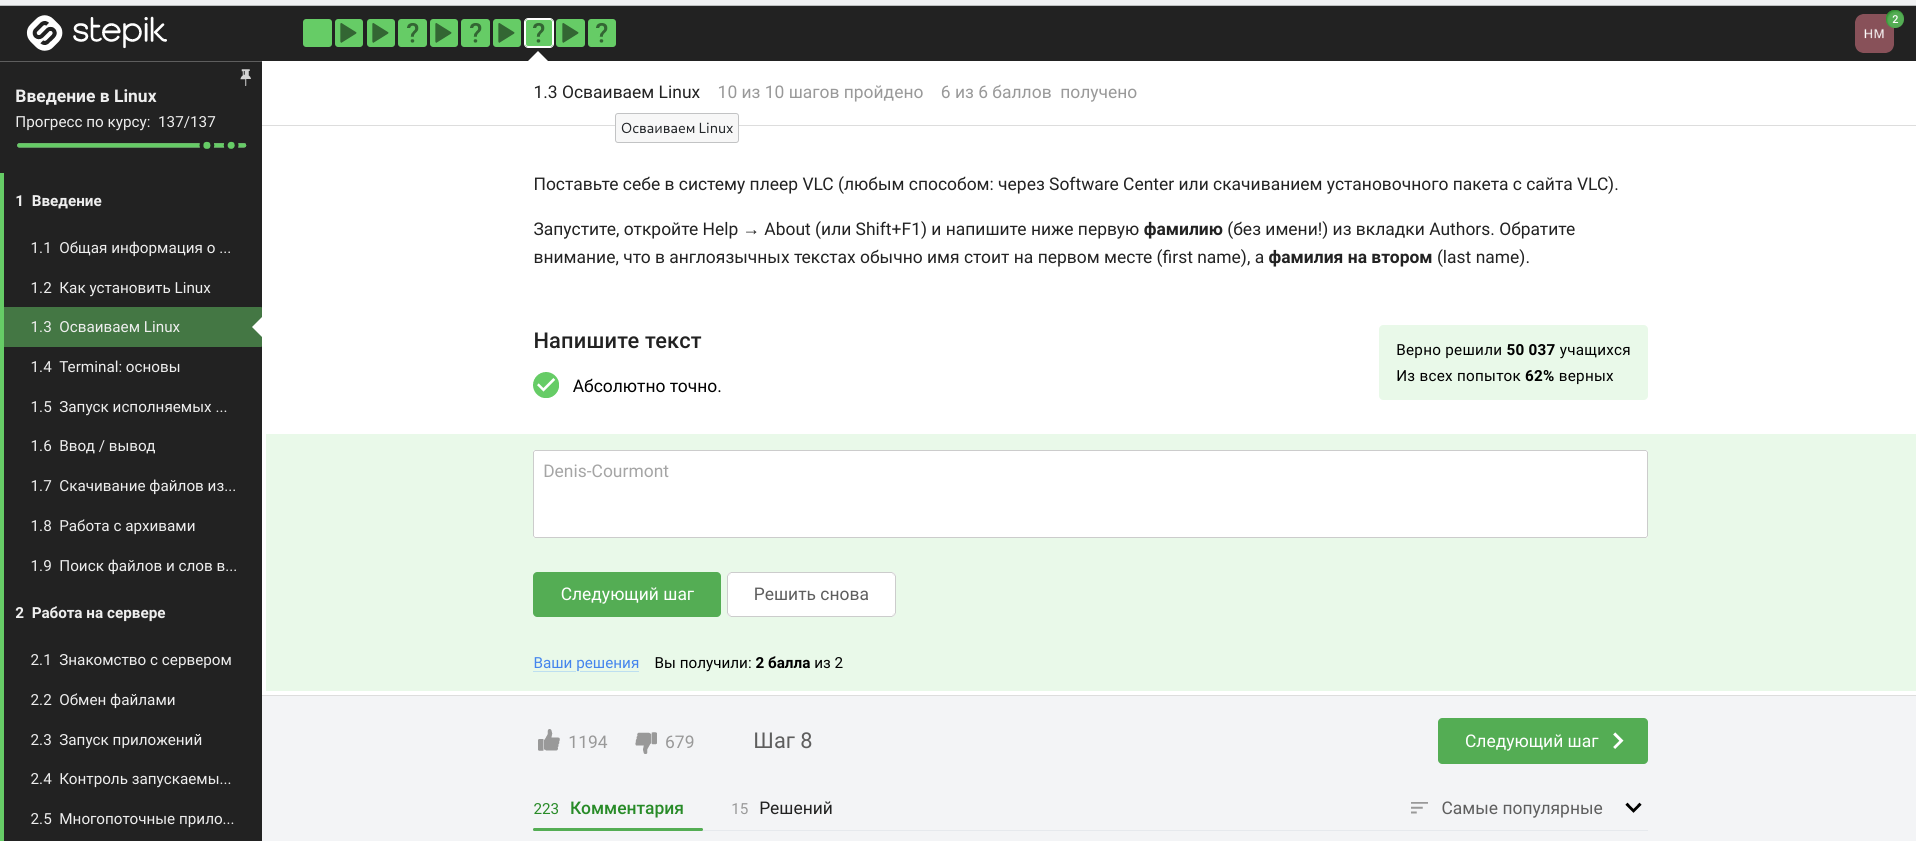 stepik
? ? ? ?
НМ
2
Введение в Linux
Прогресс по курсу: 137/137
1 Введение
1.1 Общая информация о ...
1.2 Как установить Linux
1.3 Осваиваем Linux
1.4 Terminal: основы
1.5 Запуск исполняемых ...
1.6 Ввод / вывод
1.7 Скачивание файлов из...
1.8 Работа с архивами
1.9 Поиск файлов и слов в...
2 Работа на сервере
2.1 Знакомство с сервером
2.2 Обмен файлами
2.3 Запуск приложений
2.4 Контроль запускаемы...
2.5 Многопоточные прило...
1.3 Осваиваем Linux 10 из 10 шагов пройдено 6 из 6 баллов получено
Осваиваем Linux
Поставьте себе в систему плеер VLC (любым способом: через Software Center или скачиванием установочного пакета с сайта VLC).
Запустите, откройте Help → About (или Shift+F1) и напишите ниже первую фамилию (без имени!) из вкладки Authors. Обратите
внимание, что в англоязычных текстах обычно имя стоит на первом месте (first name), а фамилия на втором (last name).
Напишите текст
Абсолютно точно.
Верно решили 50 037 учащихся
Из всех попыток 62% верных
Denis-Courmont
Следующий шаг
Решить снова
Ваши решения Вы получили: 2 балла из 2
1194 679 Шаг 8
Следующий шаг
223 Комментария 15 Решений
Самые популярные